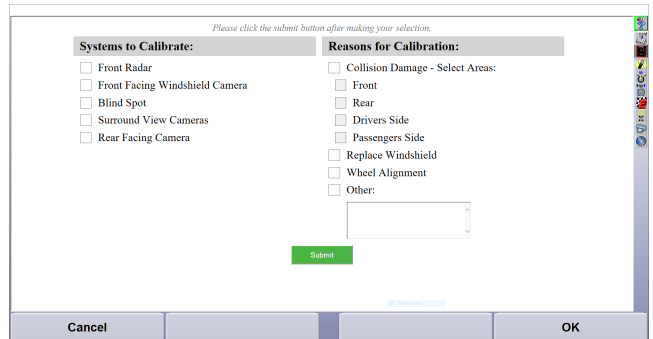 Please click the submit button after making your selection.
Systems to Calibrate:
Front Radar
Front Facing Windshield Camera
Blind Spot
Surround View Cameras
Rear Facing Camera
Reasons for Calibration:
Collision Damage - Select Areas:
Front
Rear
Drivers Side
Passengers Side
Replace Windshield
Wheel Alignment
Other:
Submit
Cancel
OK